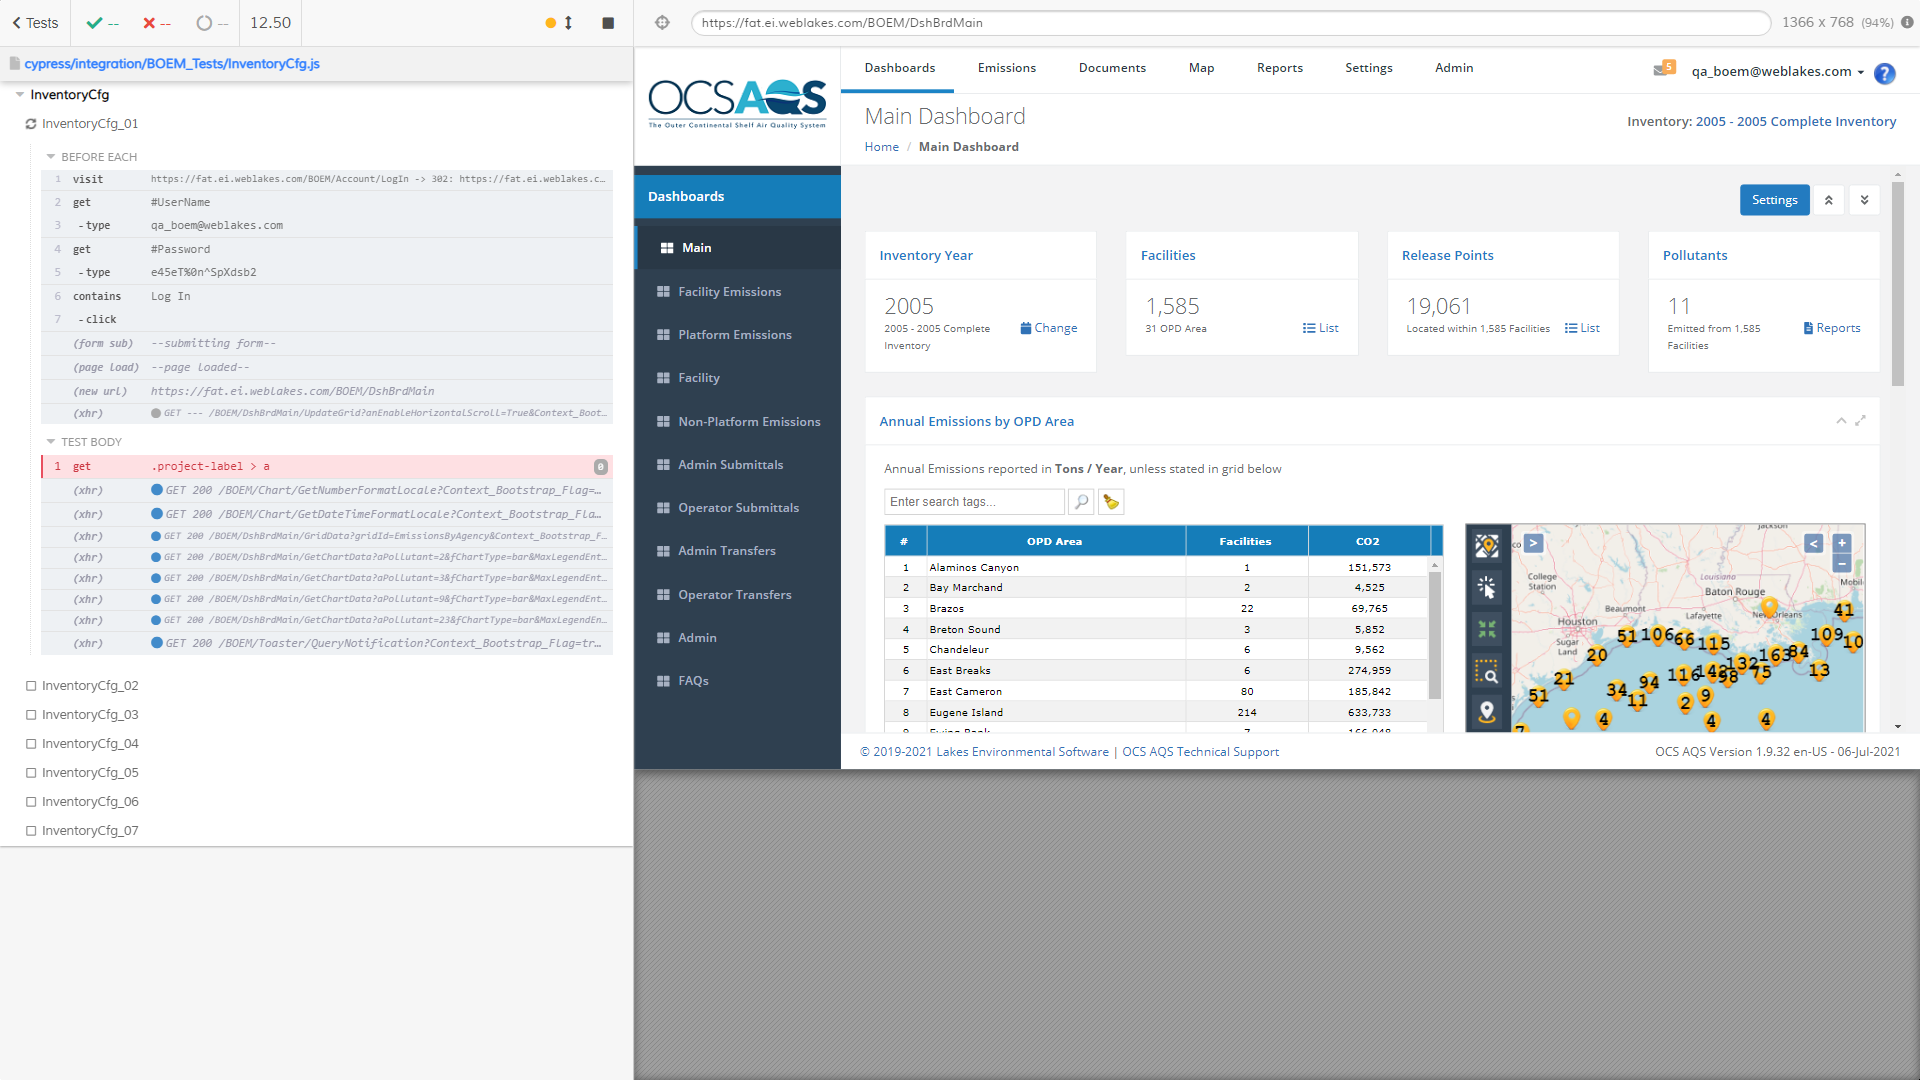 Tests
--
--
--
12.50
cypress/integration/BOEM_Tests/InventoryCfg.js
InventoryCfg
InventoryCfg_01
BEFORE EACH
1 visit https://fat.ei.weblakes.com/BOEM/Account/LogIn -> 302: https://fat.ei.weblakes.c...
2 get #UserName
3 - type qa_boem@weblakes.com
4 get #Password
5 - type e45eT%0n^SpXdsb2
6 contains Log In
7 - click
(form sub) --submitting form--
(page load) --page loaded--
(new url) https://fat.ei.weblakes.com/BOEM/DshBrdMain
(xhr) GET --- /BOEM/DshBrdMain/UpdateGrid?anEnableHorizontalScroll=True&Context_Boot...
TEST BODY
1 get .project-label > a 0
(xhr) GET 200 /BOEM/Chart/GetNumberFormatLocale?Context_Bootstrap_Flag=...
(xhr) GET 200 /BOEM/Chart/GetDateTimeFormatLocale?Context_Bootstrap_Fla...
(xhr) GET 200 /BOEM/DshBrdMain/GridData?gridId=EmissionsByAgency&Context_Bootstrap_F...
(xhr) GET 200 /BOEM/DshBrdMain/GetChartData?aPollutant=2&fChartType=bar&MaxLegendEnt...
(xhr) GET 200 /BOEM/DshBrdMain/GetChartData?aPollutant=3&fChartType=bar&MaxLegendEnt...
(xhr) GET 200 /BOEM/DshBrdMain/GetChartData?aPollutant=9&fChartType=bar&MaxLegendEnt...
(xhr) GET 200 /BOEM/DshBrdMain/GetChartData?aPollutant=23&fChartType=bar&MaxLegendEn...
(xhr) GET 200 /BOEM/Toaster/QueryNotification?Context_Bootstrap_Flag=tr...
InventoryCfg_02
InventoryCfg_03
InventoryCfg_04
InventoryCfg_05
InventoryCfg_06
InventoryCfg_07
https://fat.ei.weblakes.com/BOEM/DshBrdMain
1366 x 768 (94%)
OCSAQS
The Outer Continental Shelf Air Quality System
Dashboards
Emissions
Documents
Map
Reports
Settings
Admin
5
qa_boem@weblakes.com
?
Main Dashboard
Inventory: 2005 - 2005 Complete Inventory
Home / Main Dashboard
Dashboards
Main
Facility Emissions
Platform Emissions
Facility
Non-Platform Emissions
Admin Submittals
Operator Submittals
Admin Transfers
Operator Transfers
Admin
FAQs
Settings
Inventory Year
2005
2005 - 2005 Complete Inventory
Change
Facilities
1,585
31 OPD Area
List
Release Points
19,061
Located within 1,585 Facilities
List
Pollutants
11
Emitted from 1,585 Facilities
Reports
Annual Emissions by OPD Area
Annual Emissions reported in Tons / Year, unless stated in grid below
Enter search tags...
# OPD Area Facilities CO2
1 Alaminos Canyon 1 151,573
2 Bay Marchand 2 4,525
3 Brazos 22 69,765
4 Breton Sound 3 5,852
5 Chandeleur 6 9,562
6 East Breaks 6 274,959
7 East Cameron 80 185,842
8 Eugene Island 214 633,733
9 Ewing Bank 7 166,048
co
Jackson
College Station
Louisiana
Mobil
Baton Rouge
Beaumont
Lafayette
New Orleans
Houston
Sugar Land
41
51
106
66
115
109
10
20
163
84
132
13
116
142
98
75
21
34
94
11
51
2
9
4
4
4
7
© 2019-2021 Lakes Environmental Software | OCS AQS Technical Support
OCS AQS Version 1.9.32 en-US - 06-Jul-2021